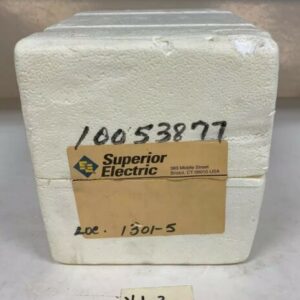 10053877
Superior
Electric
383 Middle Street
Bristol, CT 06010 USA
Loc. 1301-5